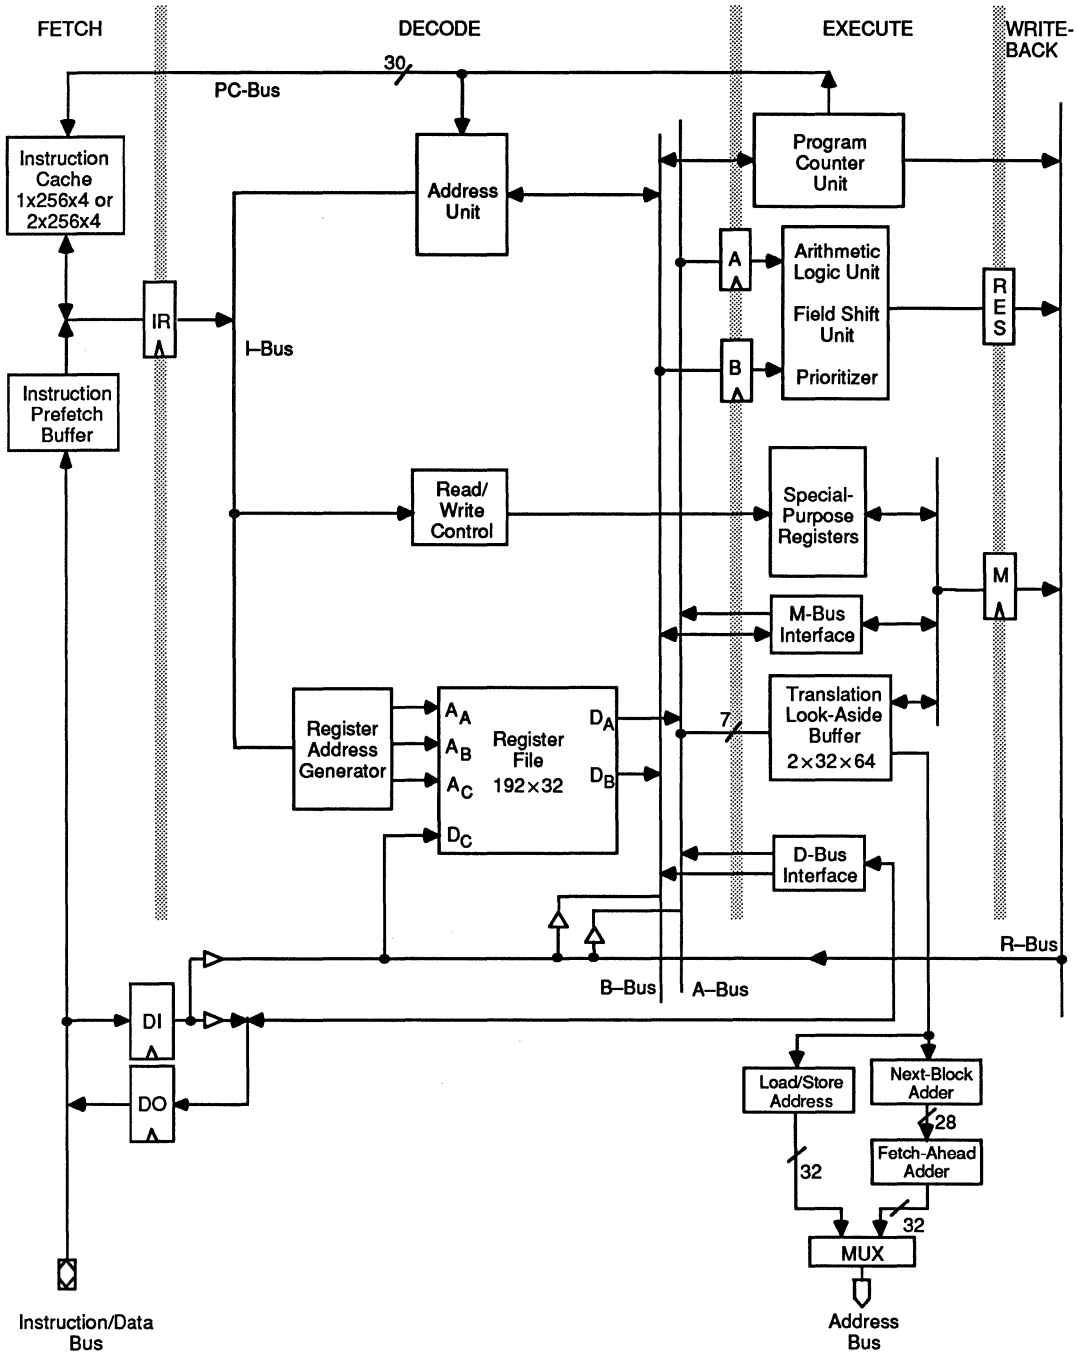 FETCH
DECODE
EXECUTE
WRITE-
BACK
30
PC-Bus
Instruction
Cache
1x256x4 or
2x256x4
Address
Unit
Program
Counter
Unit
A
Arithmetic
Logic Unit
Field Shift
Unit
Prioritizer
B
R
E
S
IR
I–Bus
Instruction
Prefetch
Buffer
Read/
Write
Control
Special-
Purpose
Registers
M
M-Bus
Interface
Register
Address
Generator
AA
AB
AC
DC
Register
File
192×32
DA
DB
7
Translation
Look-Aside
Buffer
2×32×64
D-Bus
Interface
R–Bus
B–Bus
A–Bus
DI
DO
Load/Store
Address
Next-Block
Adder
28
Fetch-Ahead
Adder
32
32
MUX
Instruction/Data
Bus
Address
Bus